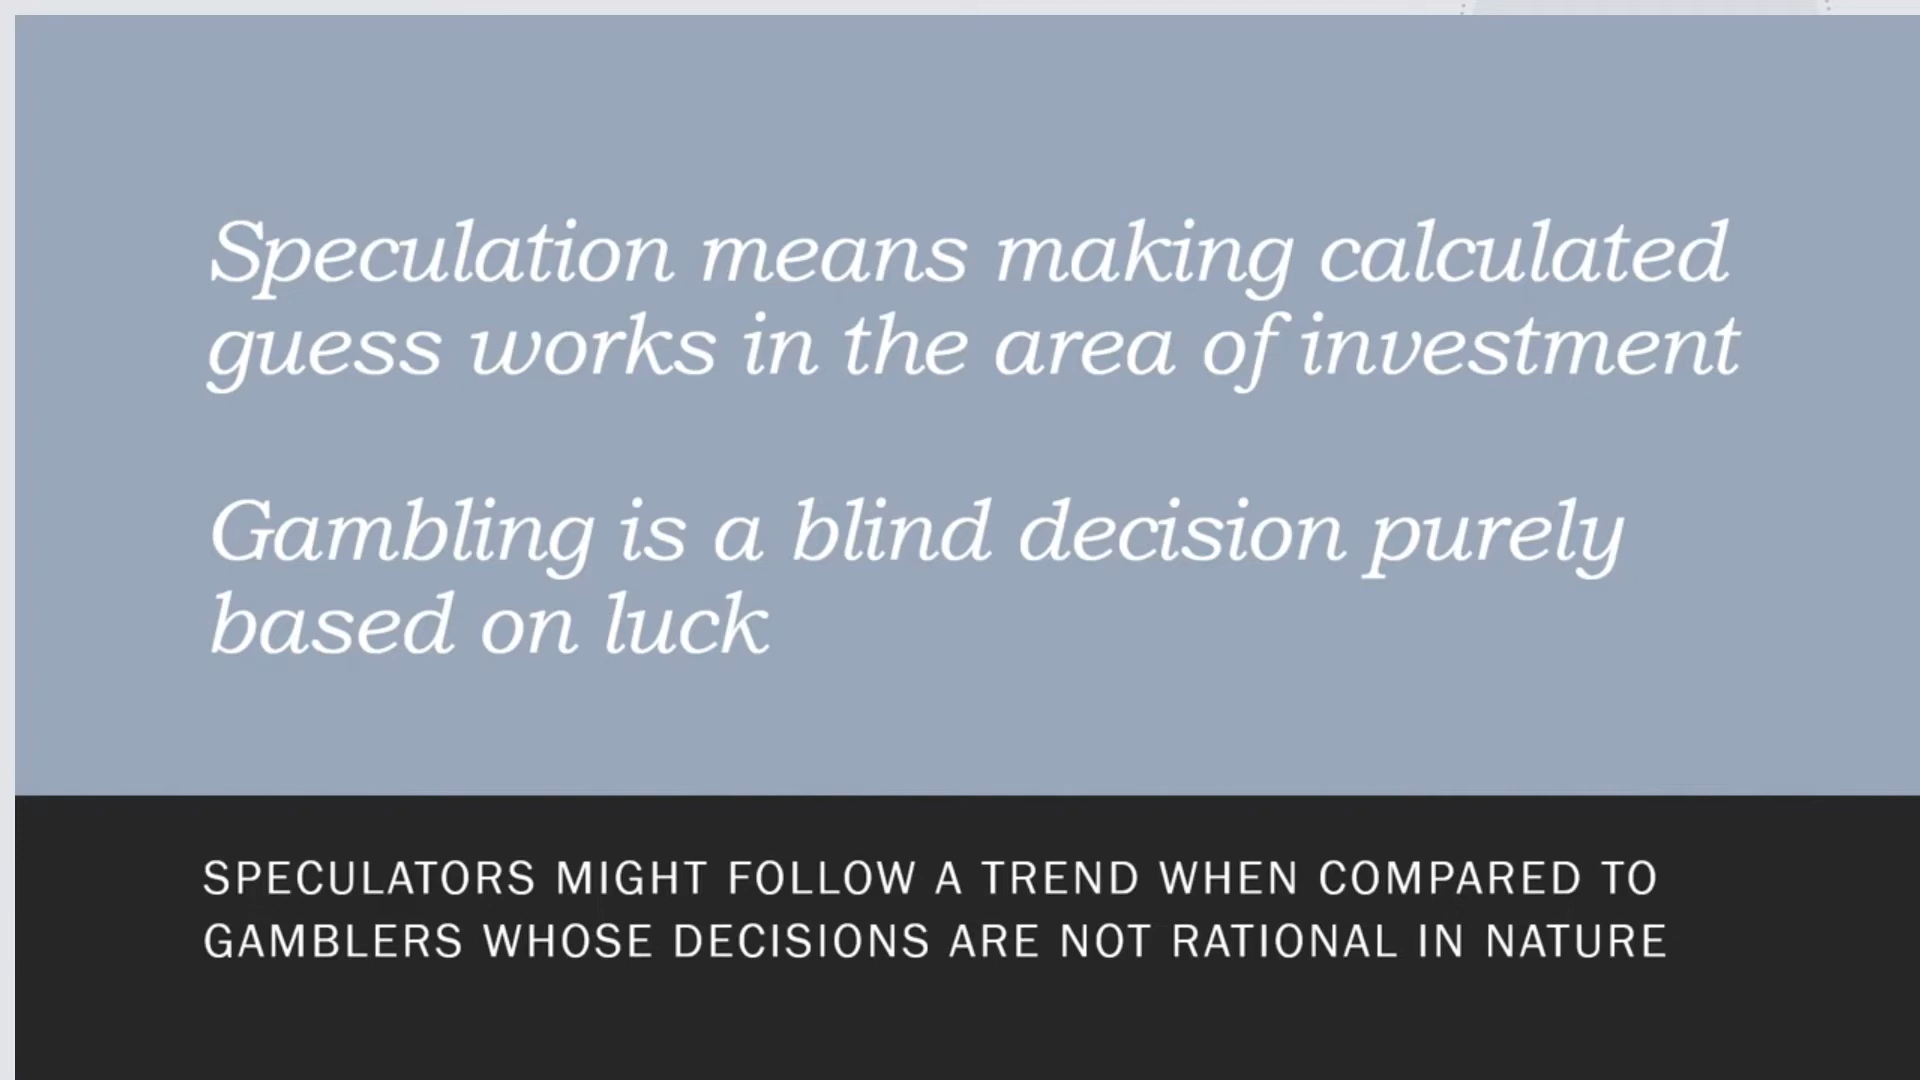 Speculation means making calculated
guess works in the area of investment
Gambling is a blind decision purely
based on luck
SPECULATORS MIGHT FOLLOW A TREND WHEN COMPARED TO
GAMBLERS WHOSE DECISIONS ARE NOT RATIONAL IN NATURE